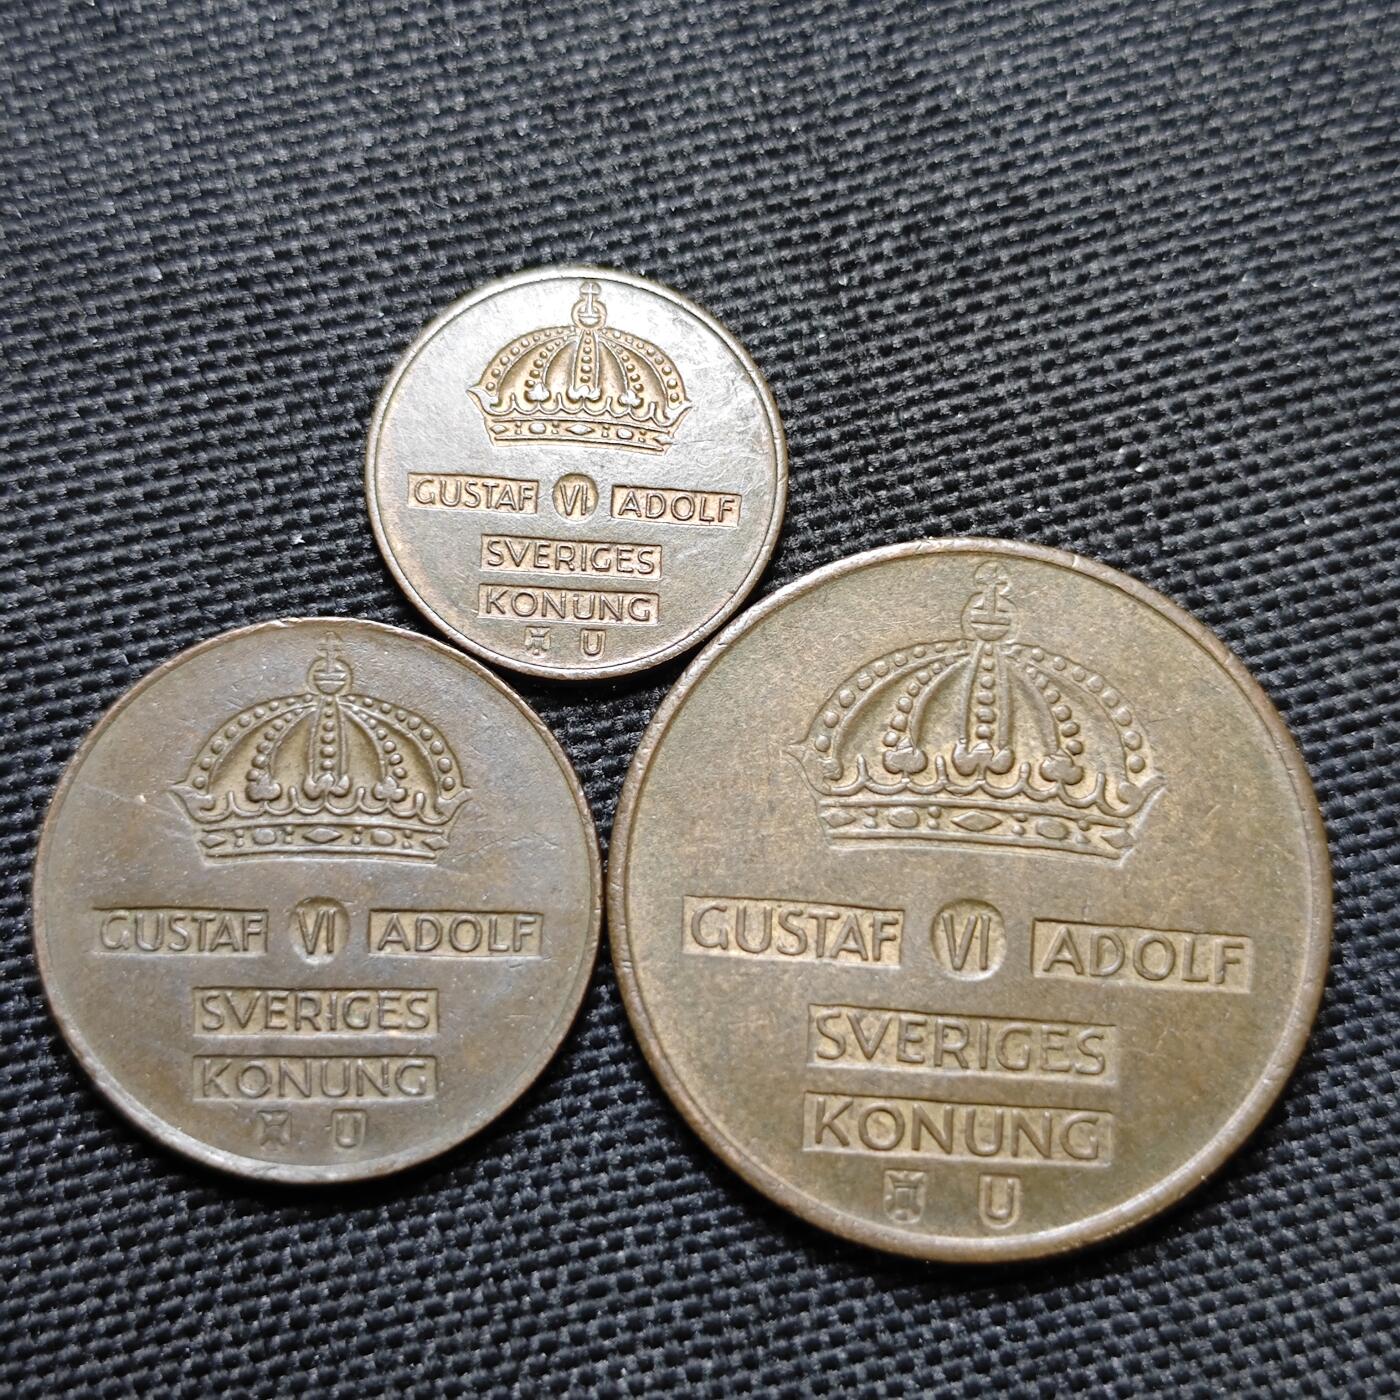 GUSTAF VI ADOLF
SVERIGES
KONUNG
U
GUSTAF VI ADOLF
SVERIGES
KONUNG
U
GUSTAF VI ADOLF
SVERIGES
KONUNG
U